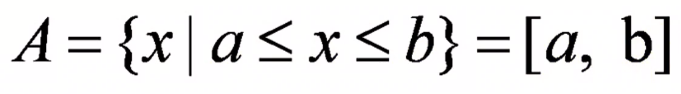 A = {x | a ≤ x ≤ b} = [a, b]